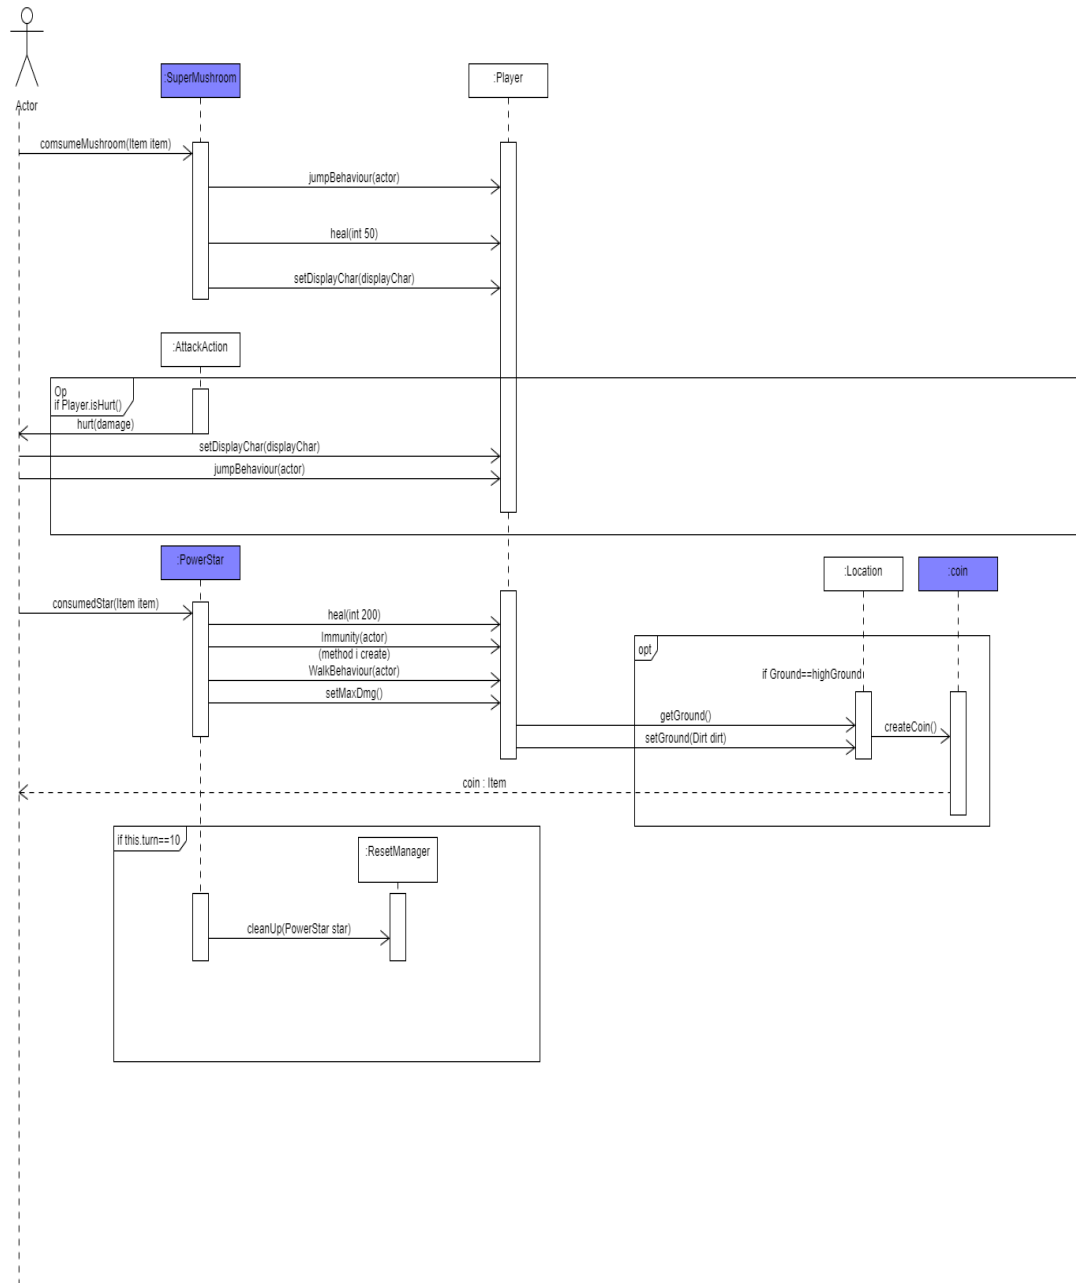 Actor
:SuperMushroom
:Player
comsumeMushroom(Item item)
jumpBehaviour(actor)
heal(int 50)
setDisplayChar(displayChar)
:AttackAction
Op
if Player.isHurt()
hurt(damage)
setDisplayChar(displayChar)
jumpBehaviour(actor)
:PowerStar
:Location
:coin
consumedStar(Item item)
heal(int 200)
Immunity(actor)
(method i create)
WalkBehaviour(actor)
setMaxDmg()
opt
if Ground==highGround
getGround()
createCoin()
setGround(Dirt dirt)
coin : Item
if this.turn==10
:ResetManager
cleanUp(PowerStar star)